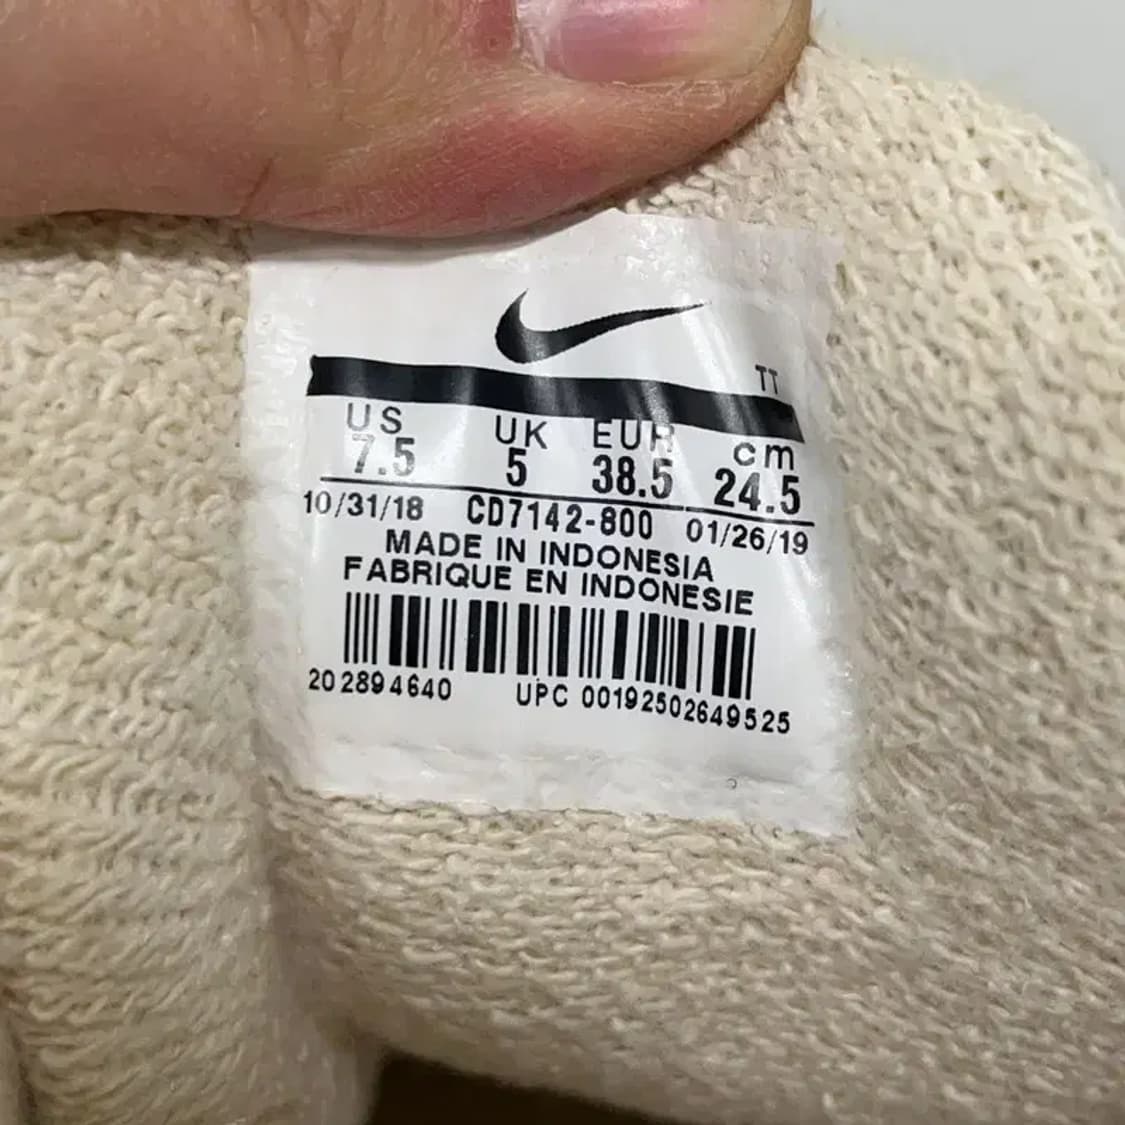 TT
US UK EUR cm
7.5 5 38.5 24.5
10/31/18 CD7142-800 01/26/19
MADE IN INDONESIA
FABRIQUE EN INDONESIE
202894640 UPC 00192502649525